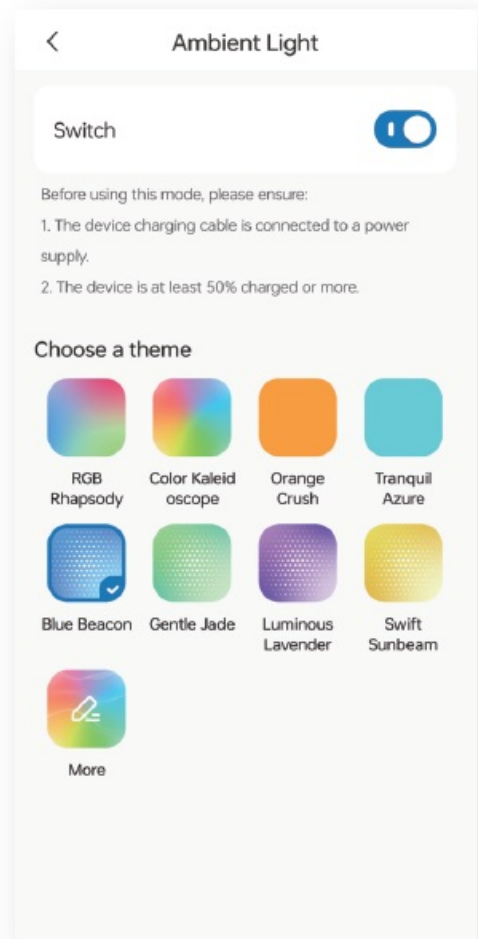 Ambient Light
Switch
Before using this mode, please ensure:
1. The device charging cable is connected to a power
supply.
2. The device is at least 50% charged or more.
Choose a theme
RGB
Rhapsody
Color Kaleid
oscope
Orange
Crush
Tranquil
Azure
Blue Beacon
Gentle Jade
Luminous
Lavender
Swift
Sunbeam
More